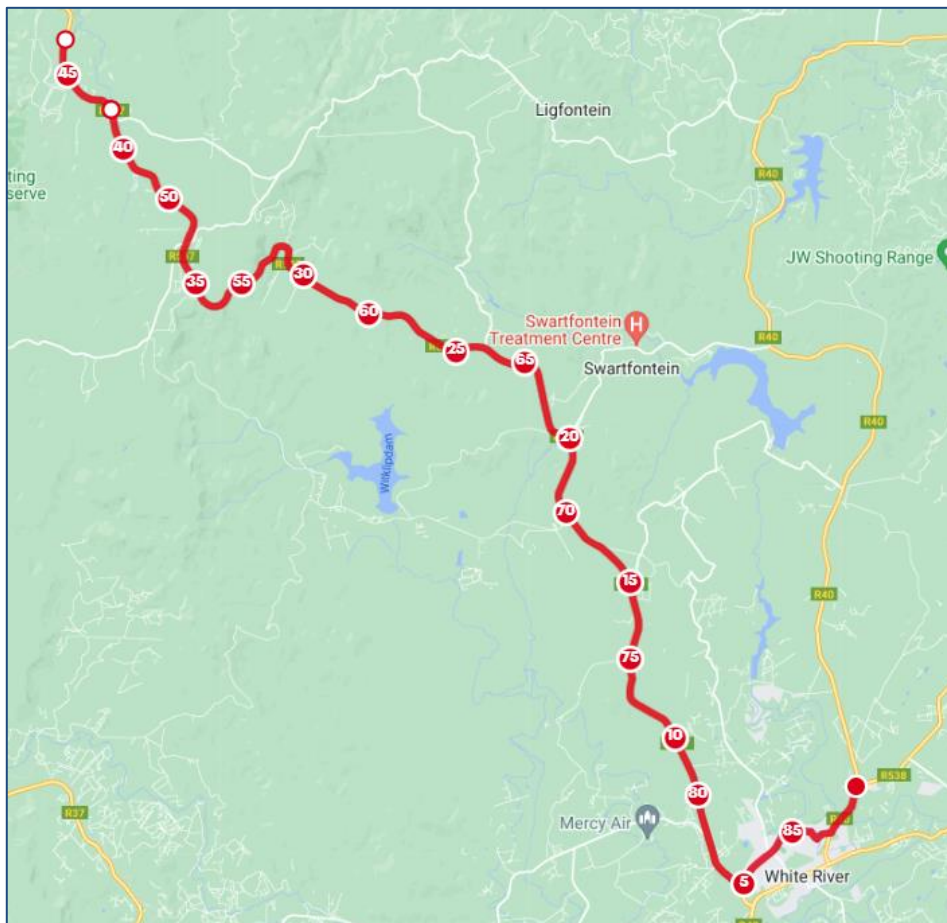 45
40
Ligfontein
ting
serve
R40
50
JW Shooting Range
35
55
30
60
Swartfontein
Treatment Centre
H
R40
25
65
Swartfontein
R40
20
Witklipdam
70
15
R40
75
10
R538
80
R37
Mercy Air
85
White River
5